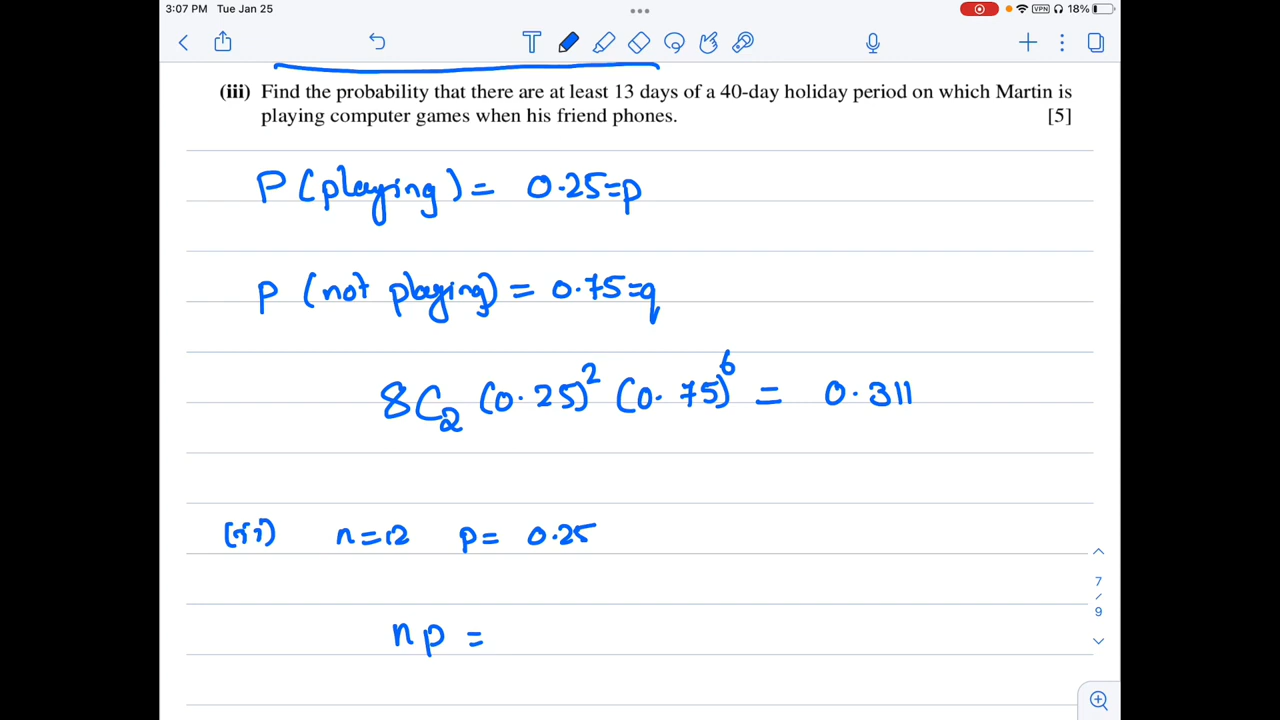 3:07 PM Tue Jan 25
VPN 18%
(iii) Find the probability that there are at least 13 days of a 40-day holiday period on which Martin is
playing computer games when his friend phones. [5]
P (playing) = 0.25=p
P (not playing) = 0.75=q
8C2 (0.25)² (0.75)⁶ = 0.311
(ii) n=12 p= 0.25
np =
7
/
9